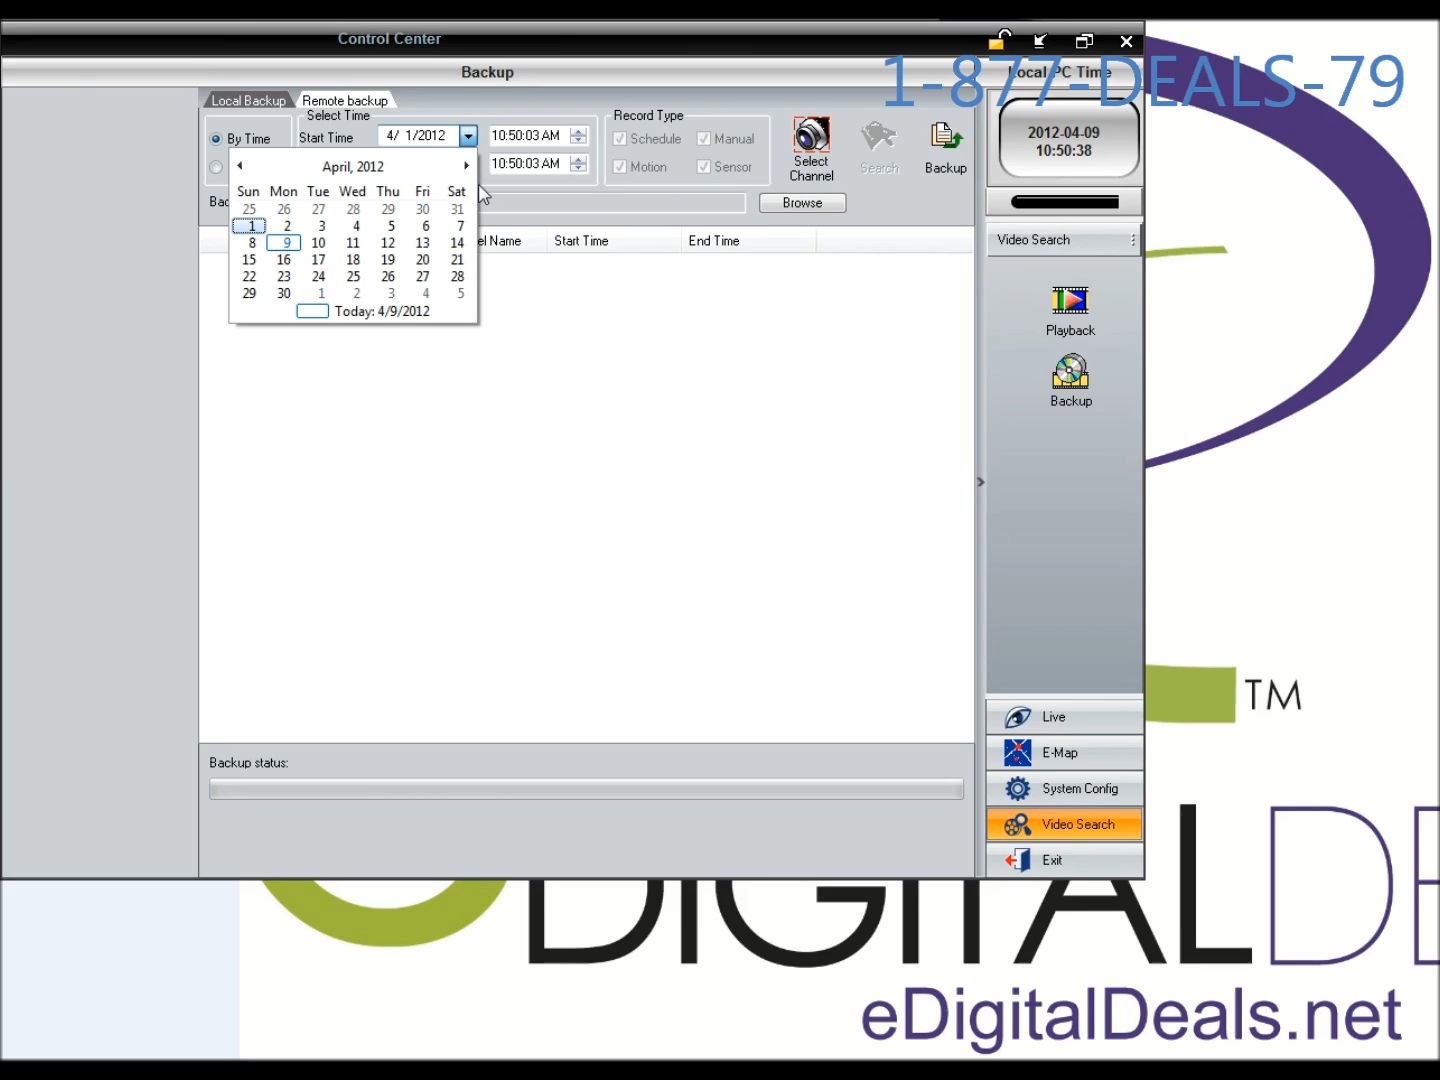 Control Center
Backup
Local PC Time
1-877-DEALS-79
Local Backup
Remote backup
Select Time
Record Type
By Time
Start Time
4/ 1/2012
10:50:03 AM
Schedule
Manual
2012-04-09
10:50:38
10:50:03 AM
Motion
Sensor
Select
Channel
Search
Backup
April, 2012
Sun Mon Tue Wed Thu Fri Sat
25 26 27 28 29 30 31
1 2 3 4 5 6 7
8 9 10 11 12 13 14
15 16 17 18 19 20 21
22 23 24 25 26 27 28
29 30 1 2 3 4 5
Today: 4/9/2012
Browse
Name
Start Time
End Time
Video Search
Playback
Backup
Live
E-Map
System Config
Video Search
Exit
Backup status:
TM
DIGITALDE
eDigitalDeals.net